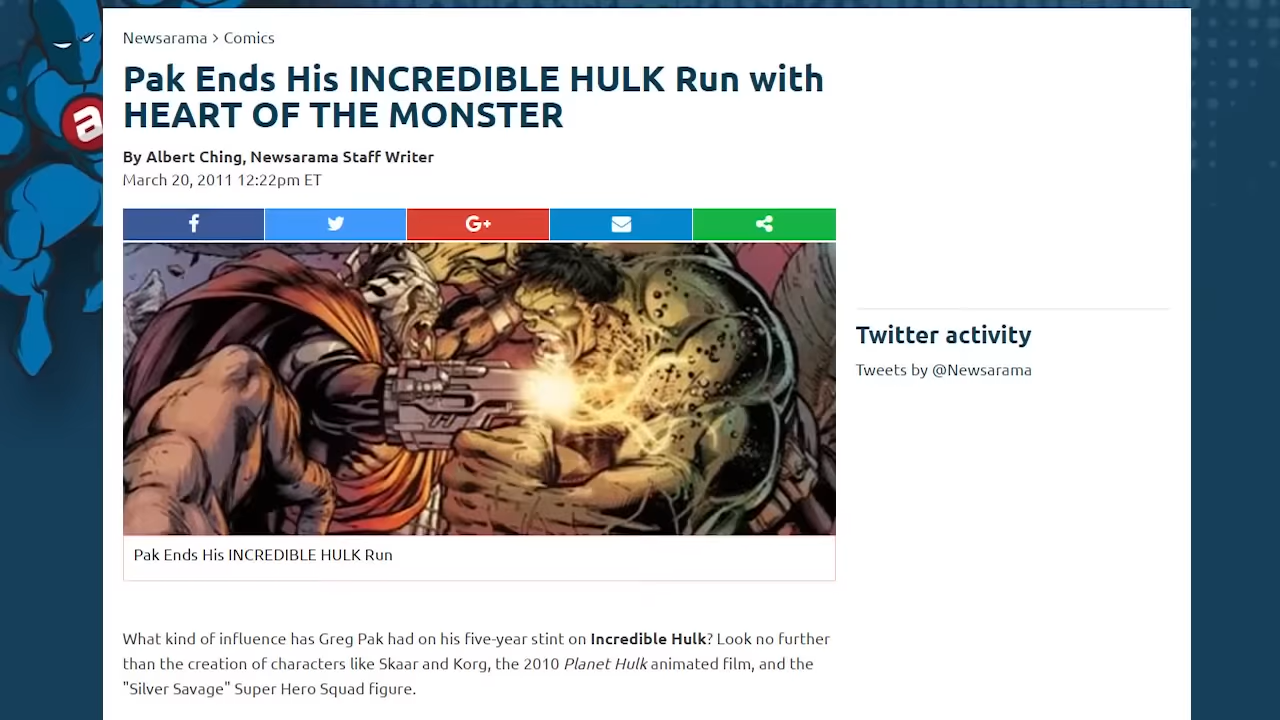 Newsarama > Comics
Pak Ends His INCREDIBLE HULK Run with
HEART OF THE MONSTER
By Albert Ching, Newsarama Staff Writer
March 20, 2011 12:22pm ET
a
f
G+
Twitter activity
Tweets by @Newsarama
Pak Ends His INCREDIBLE HULK Run
What kind of influence has Greg Pak had on his five-year stint on Incredible Hulk? Look no further
than the creation of characters like Skaar and Korg, the 2010 Planet Hulk animated film, and the
"Silver Savage" Super Hero Squad figure.